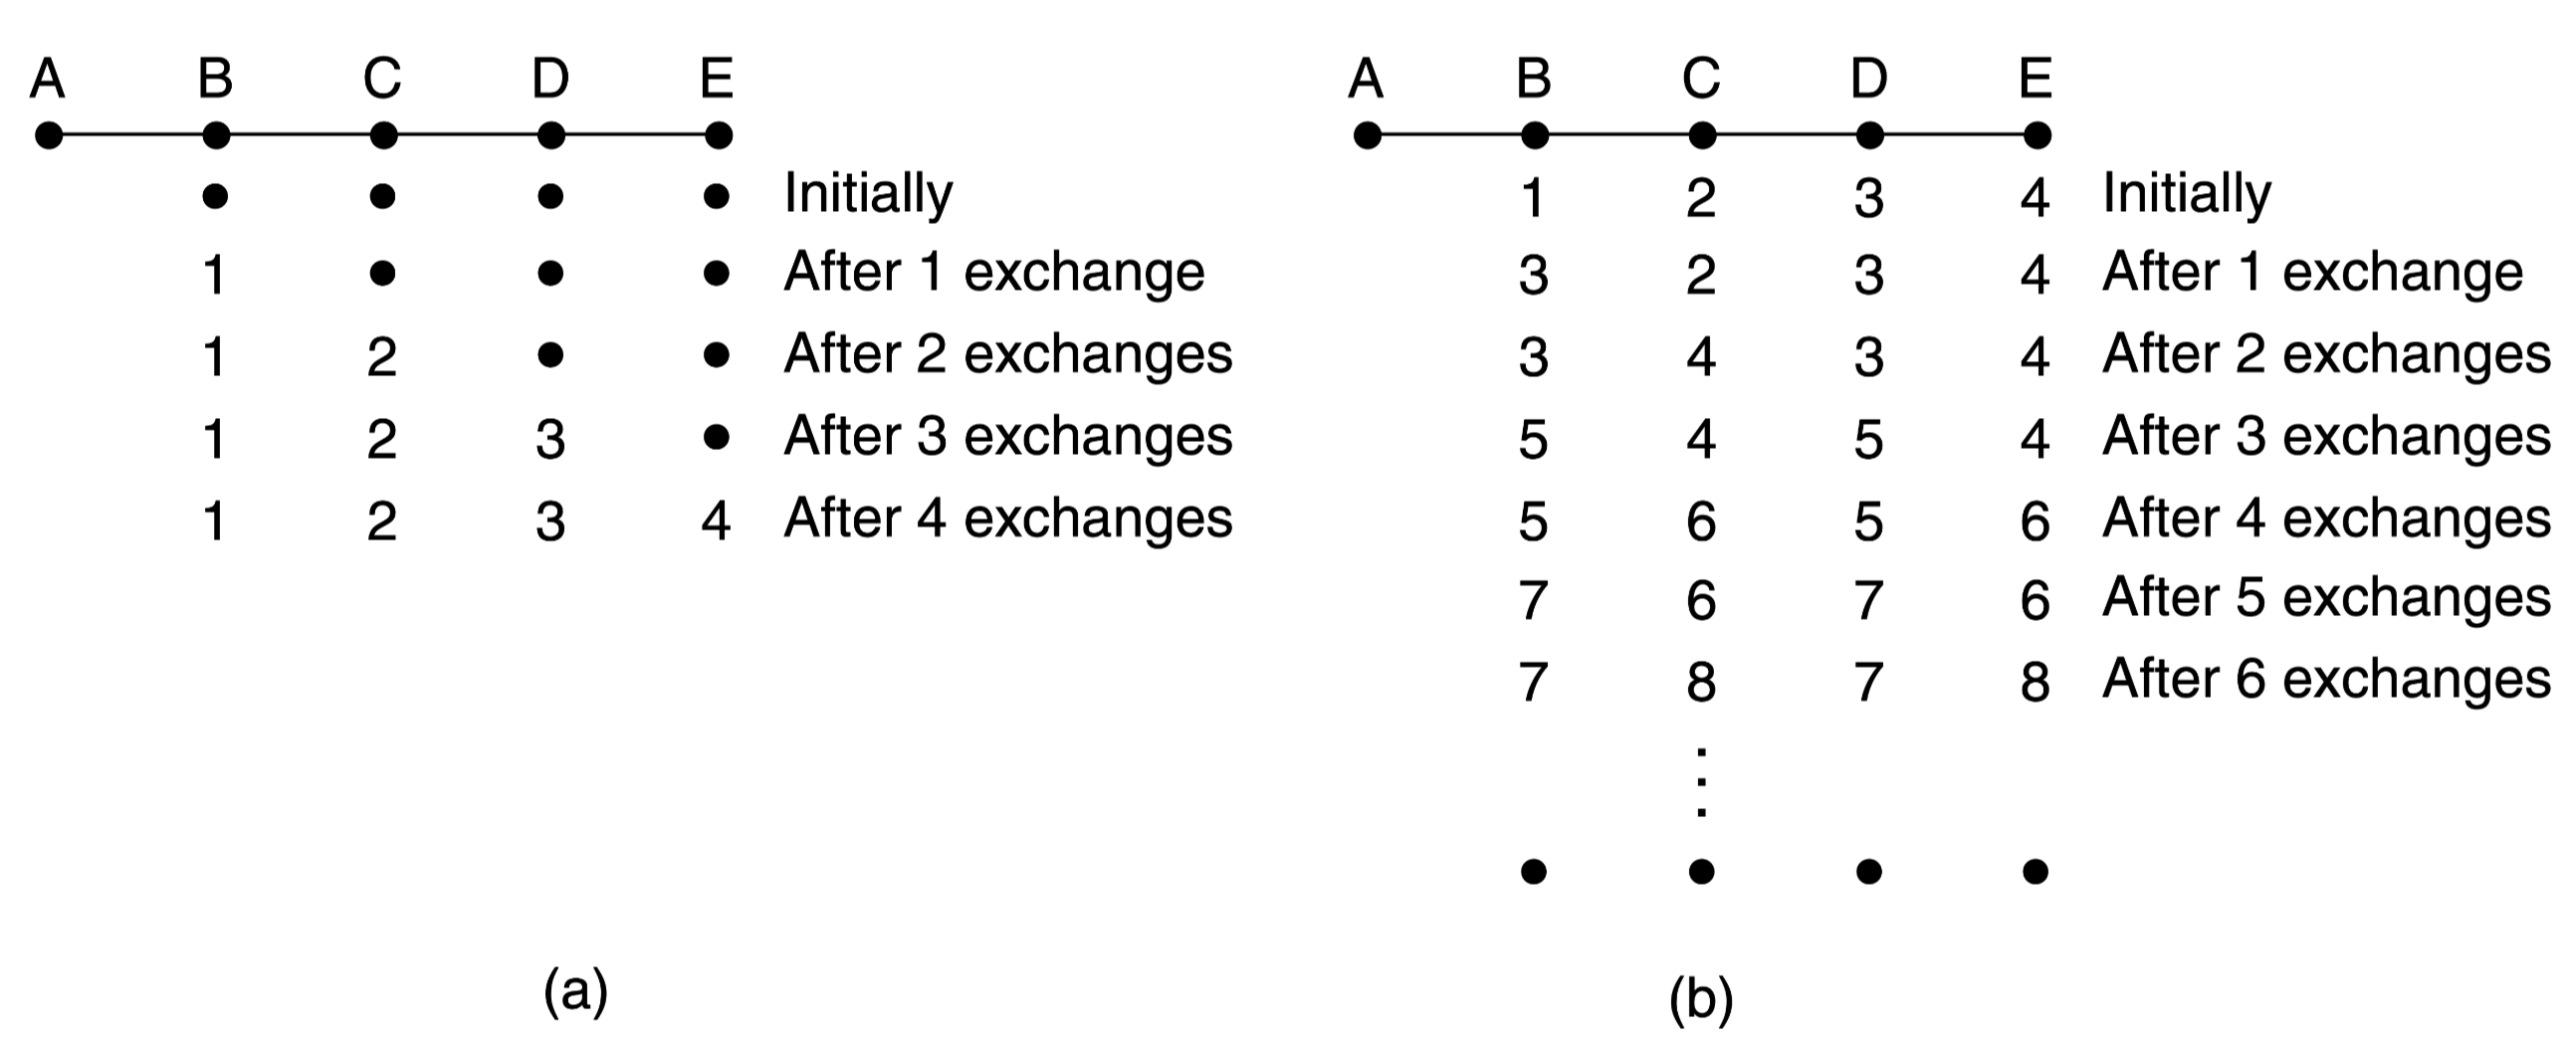 A B C D E
• • • • Initially
1 • • • After 1 exchange
1 2 • • After 2 exchanges
1 2 3 • After 3 exchanges
1 2 3 4 After 4 exchanges
(a)
A B C D E
1 2 3 4 Initially
3 2 3 4 After 1 exchange
3 4 3 4 After 2 exchanges
5 4 5 4 After 3 exchanges
5 6 5 6 After 4 exchanges
7 6 7 6 After 5 exchanges
7 8 7 8 After 6 exchanges
⋮
• • • •
(b)